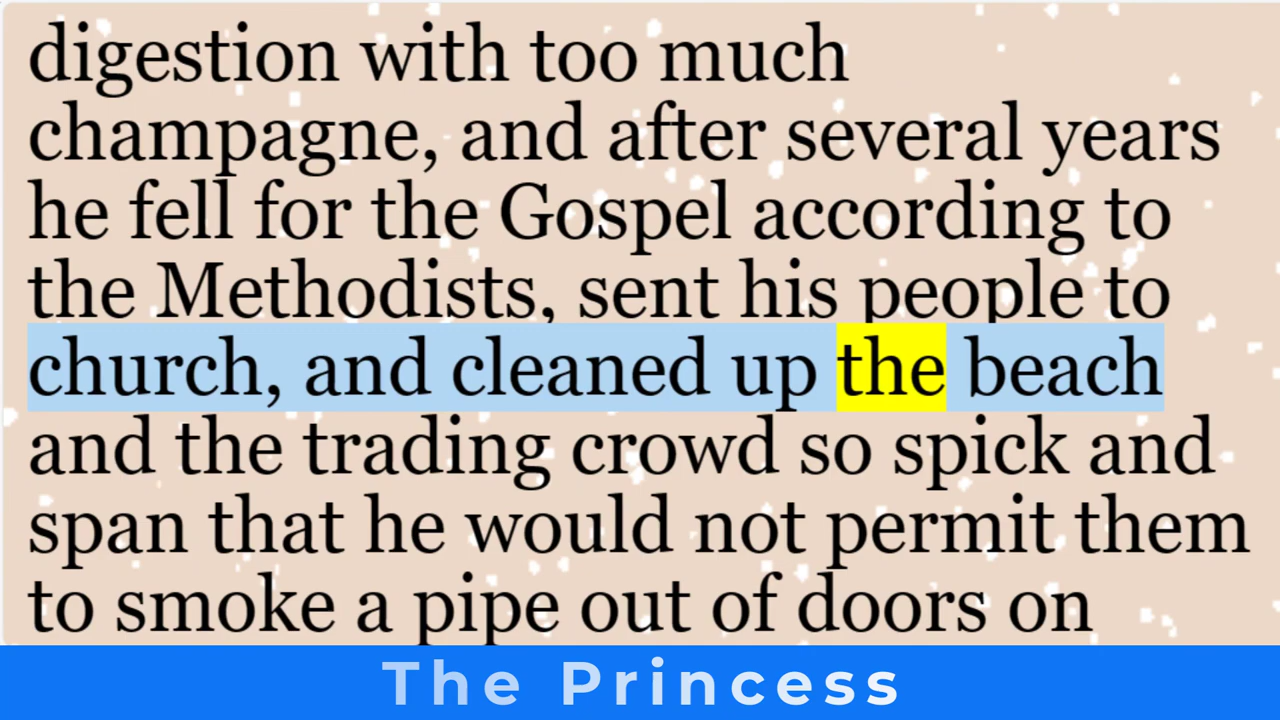 digestion with too much
champagne, and after several years
he fell for the Gospel according to
the Methodists, sent his people to
church, and cleaned up the beach
and the trading crowd so spick and
span that he would not permit them
to smoke a pipe out of doors on
The Princess